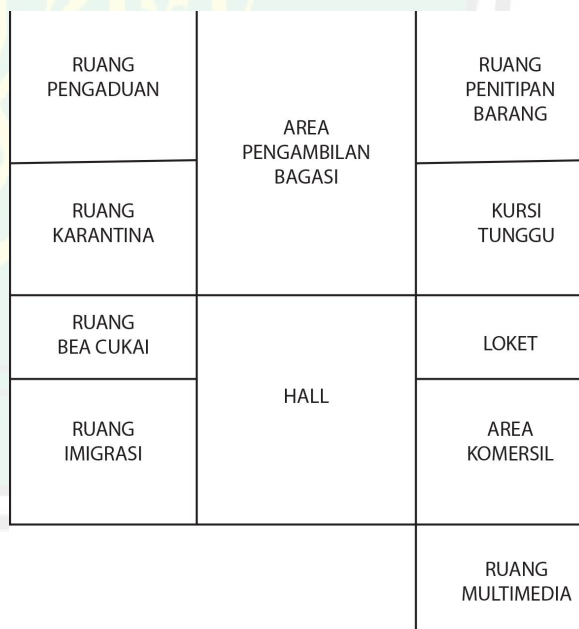 RUANG
PENGADUAN
AREA
PENGAMBILAN
BAGASI
RUANG
PENITIPAN
BARANG
RUANG
KARANTINA
KURSI
TUNGGU
RUANG
BEA CUKAI
HALL
LOKET
RUANG
IMIGRASI
AREA
KOMERSIL
RUANG
MULTIMEDIA